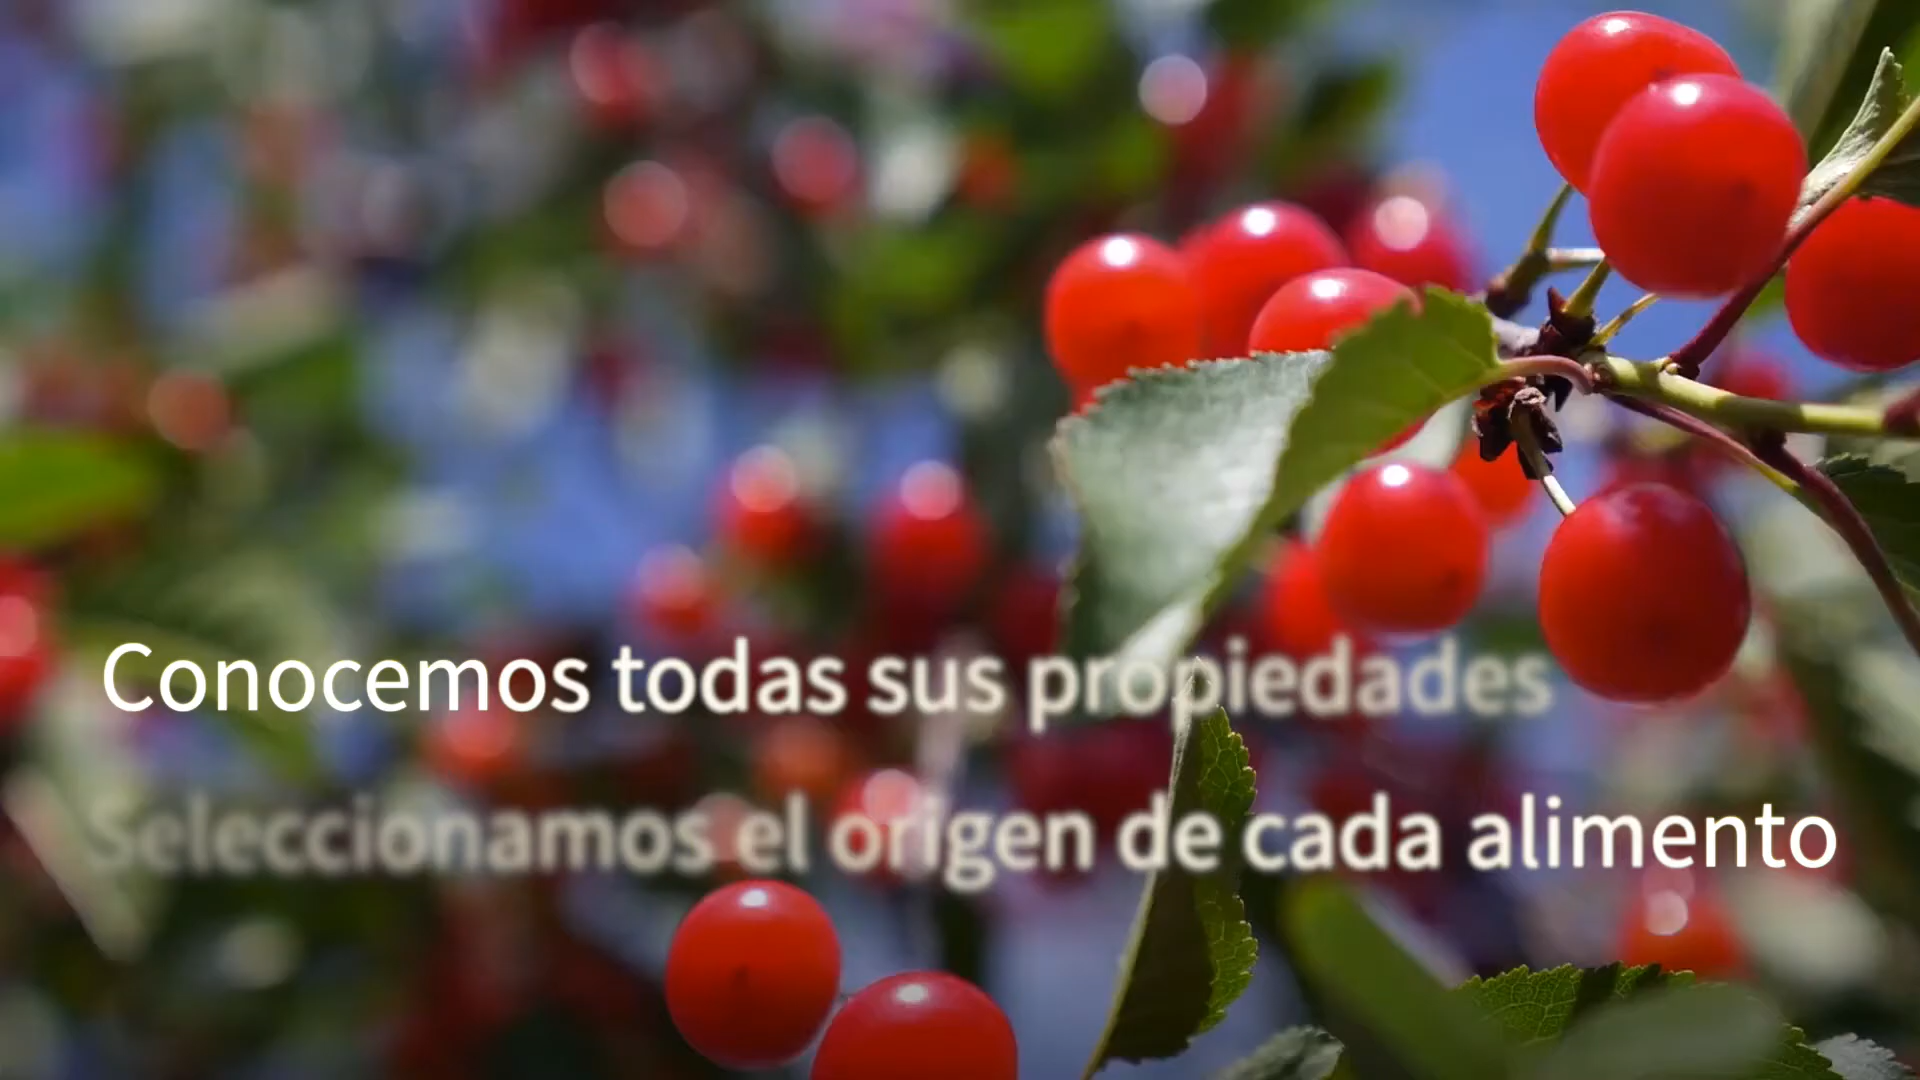 Conocemos todas sus propiedades
Seleccionamos el origen de cada alimento